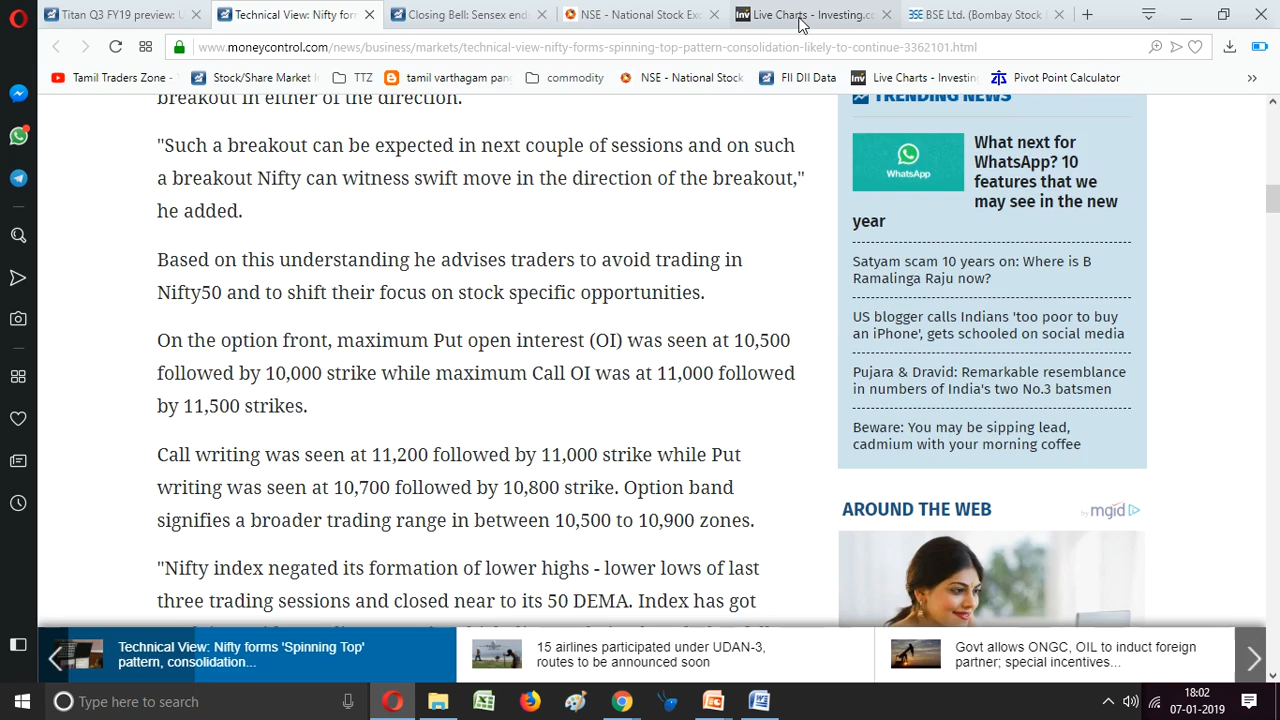 Titan Q3 FY19 preview: U
Technical View: Nifty for
Closing Bell: Sensex end
NSE - National Stock Exc
Live Charts - Investing.co
BSE Ltd. (Bombay Stock
www.moneycontrol.com/news/business/markets/technical-view-nifty-forms-spinning-top-pattern-consolidation-likely-to-continue-3362101.html
Tamil Traders Zone -
Stock/Share Market I
TTZ
tamil varthagam pan
commodity
NSE - National Stock
FII DII Data
Live Charts - Investin
Pivot Point Calculator
breakout in either of the direction.
"Such a breakout can be expected in next couple of sessions and on such
a breakout Nifty can witness swift move in the direction of the breakout,"
he added.
Based on this understanding he advises traders to avoid trading in
Nifty50 and to shift their focus on stock specific opportunities.
On the option front, maximum Put open interest (OI) was seen at 10,500
followed by 10,000 strike while maximum Call OI was at 11,000 followed
by 11,500 strikes.
Call writing was seen at 11,200 followed by 11,000 strike while Put
writing was seen at 10,700 followed by 10,800 strike. Option band
signifies a broader trading range in between 10,500 to 10,900 zones.
"Nifty index negated its formation of lower highs - lower lows of last
three trading sessions and closed near to its 50 DEMA. Index has got
TRENDING NEWS
WhatsApp
What next for
WhatsApp? 10
features that we
may see in the new
year
Satyam scam 10 years on: Where is B
Ramalinga Raju now?
US blogger calls Indians 'too poor to buy
an iPhone', gets schooled on social media
Pujara & Dravid: Remarkable resemblance
in numbers of India's two No.3 batsmen
Beware: You may be sipping lead,
cadmium with your morning coffee
AROUND THE WEB
by mgid
Technical View: Nifty forms 'Spinning Top'
pattern, consolidation...
15 airlines participated under UDAN-3,
routes to be announced soon
Govt allows ONGC, OIL to induct foreign
partner; special incentives...
Type here to search
18:02
07-01-2019